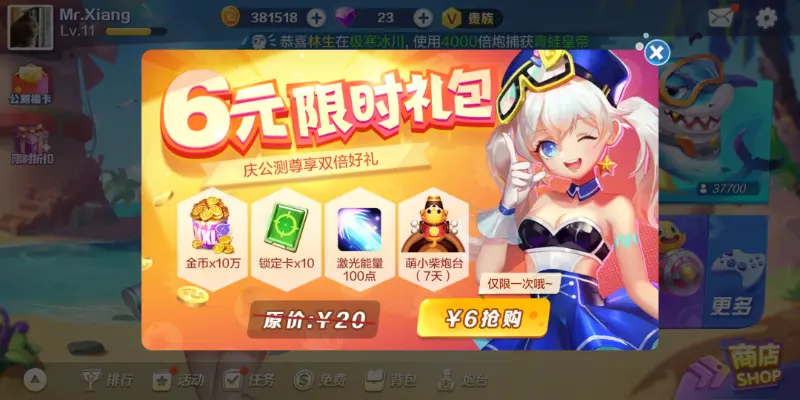 Mr.Xiang
Lv.11
381518
23
V 贵族
恭喜林生在极寒冰川, 使用4000倍炮捕获青蛙皇帝
公测福卡
限时折扣
6元限时礼包
庆公测尊享双倍好礼
金币x10万
锁定卡x10
激光能量
100点
萌小柴炮台
(7天)
仅限一次哦~
原价:¥20
¥6抢购
37700
更多
排行
活动
任务
免费
背包
炮台
商店
SHOP